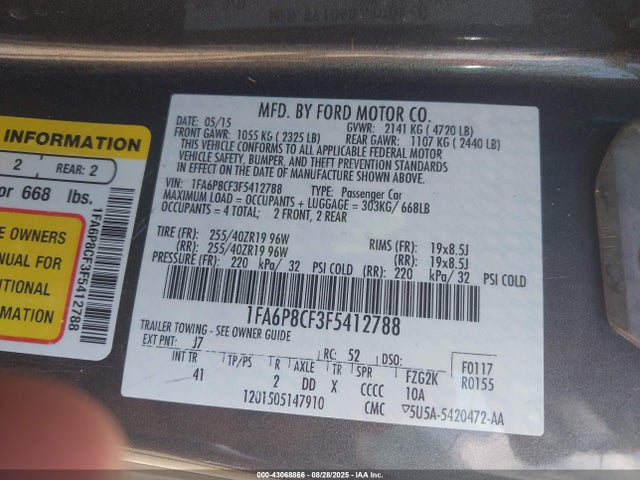 MFD. BY FORD MOTOR CO.
DATE: 05/15 GVWR: 2141 KG ( 4720 LB)
FRONT GAWR: 1055 KG ( 2325 LB) REAR GAWR: 1107 KG ( 2440 LB)
THIS VEHICLE CONFORMS TO ALL APPLICABLE FEDERAL MOTOR
VEHICLE SAFETY, BUMPER, AND THEFT PREVENTION STANDARDS
IN EFFECT ON THE DATE OF MANUFACTURE SHOWN ABOVE.
VIN: 1FA6P8CF3F5412788 TYPE: Passenger Car
MAXIMUM LOAD = OCCUPANTS + LUGGAGE = 303KG/668LB
OCCUPANTS = 4 TOTAL; 2 FRONT, 2 REAR
TIRE (FR): 255/40ZR19 96W RIMS (FR): 19x8.5J
(RR): 255/40ZR19 96W (RR): 19x8.5J
PRESSURE (FR): 220 kPa/ 32 PSI COLD (RR): 220 kPa/ 32 PSI COLD
1FA6P8CF3F5412788
TRAILER TOWING - SEE OWNER GUIDE
EXT PNT: J7 RC: 52 DSO: F0117
R0155
INT TR TP/PS R AXLE TR SPR FZG2K
41 2 DD X CCCC 10A
1201505147910 CMC 5U5A-5420472-AA
INFORMATION
2 REAR: 2
or 668 lbs.
E OWNERS
NUAL FOR
ITIONAL
MATION
1FA6P8CF3F5412788
000-43068866 - 08/28/2025 - IAA Inc.